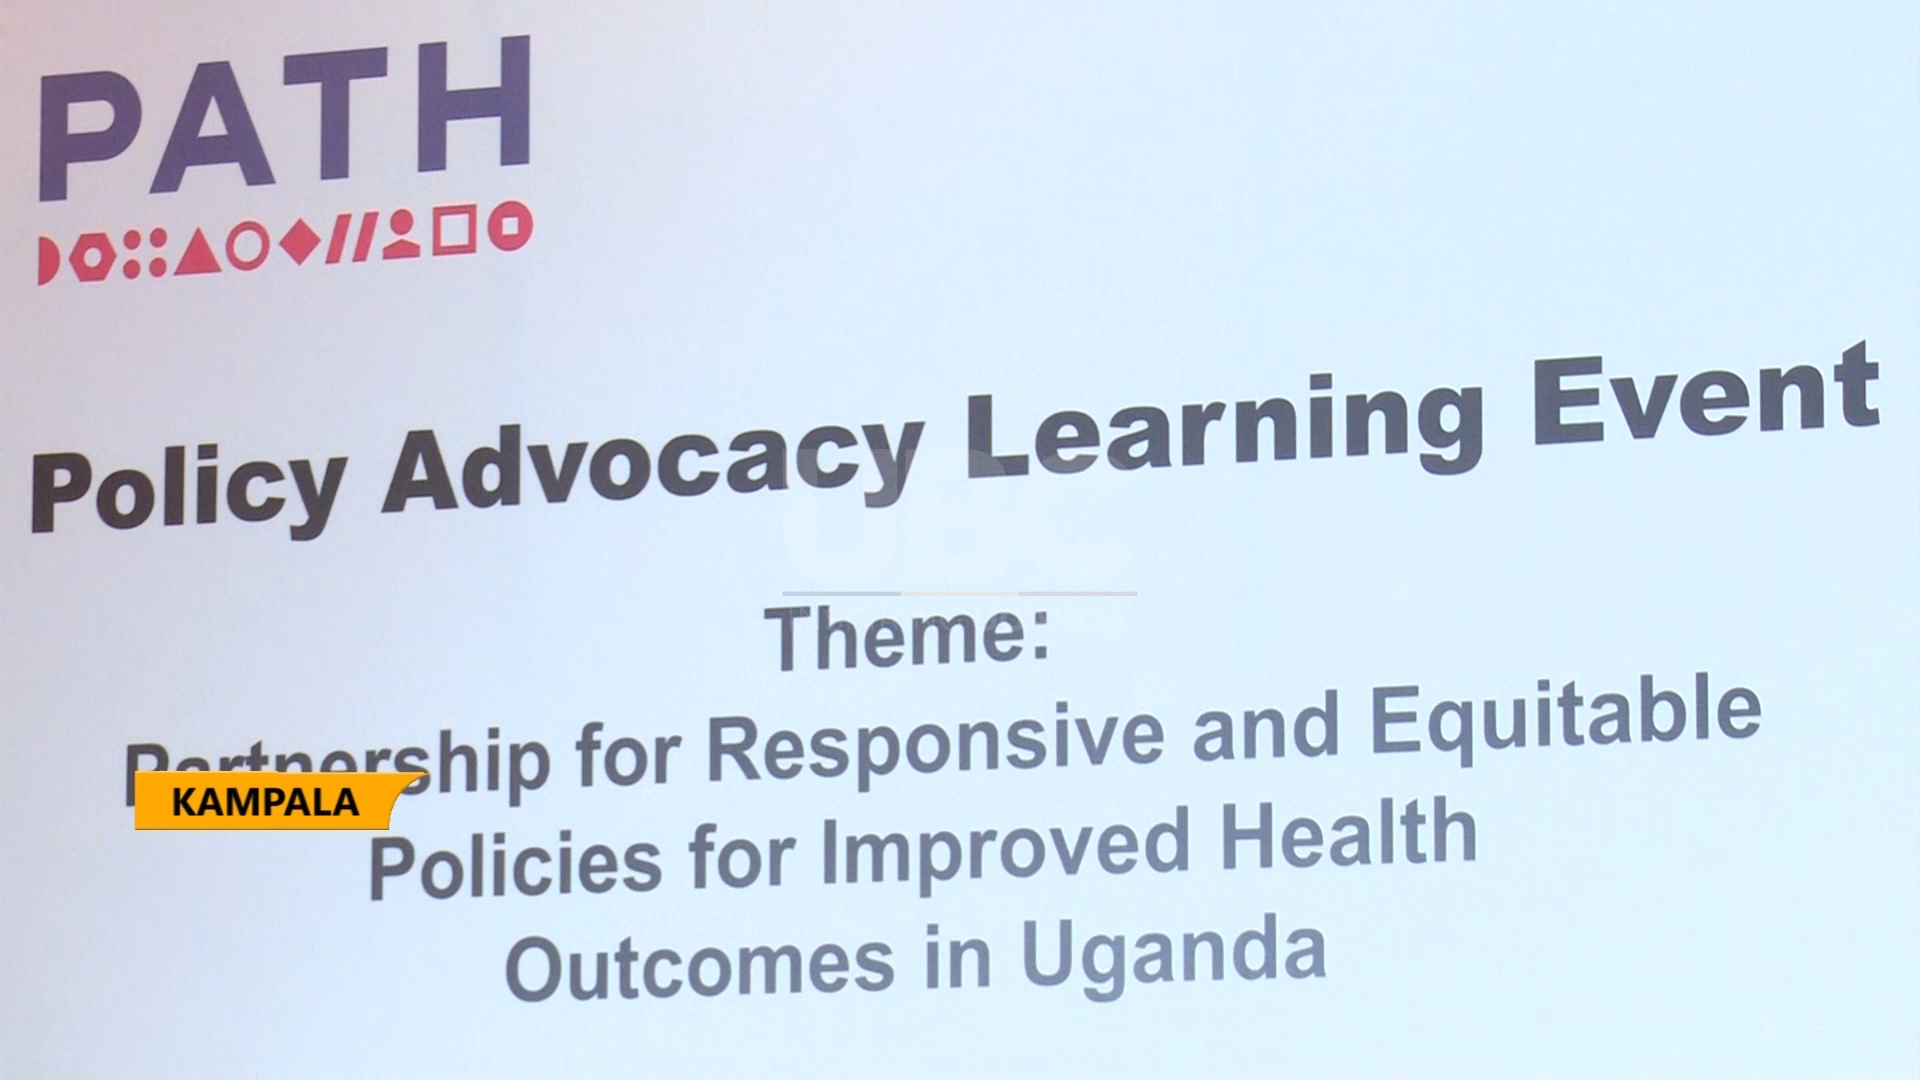 PATH
Policy Advocacy Learning Event
UBC
Theme:
Partnership for Responsive and Equitable
KAMPALA
Policies for Improved Health
Outcomes in Uganda